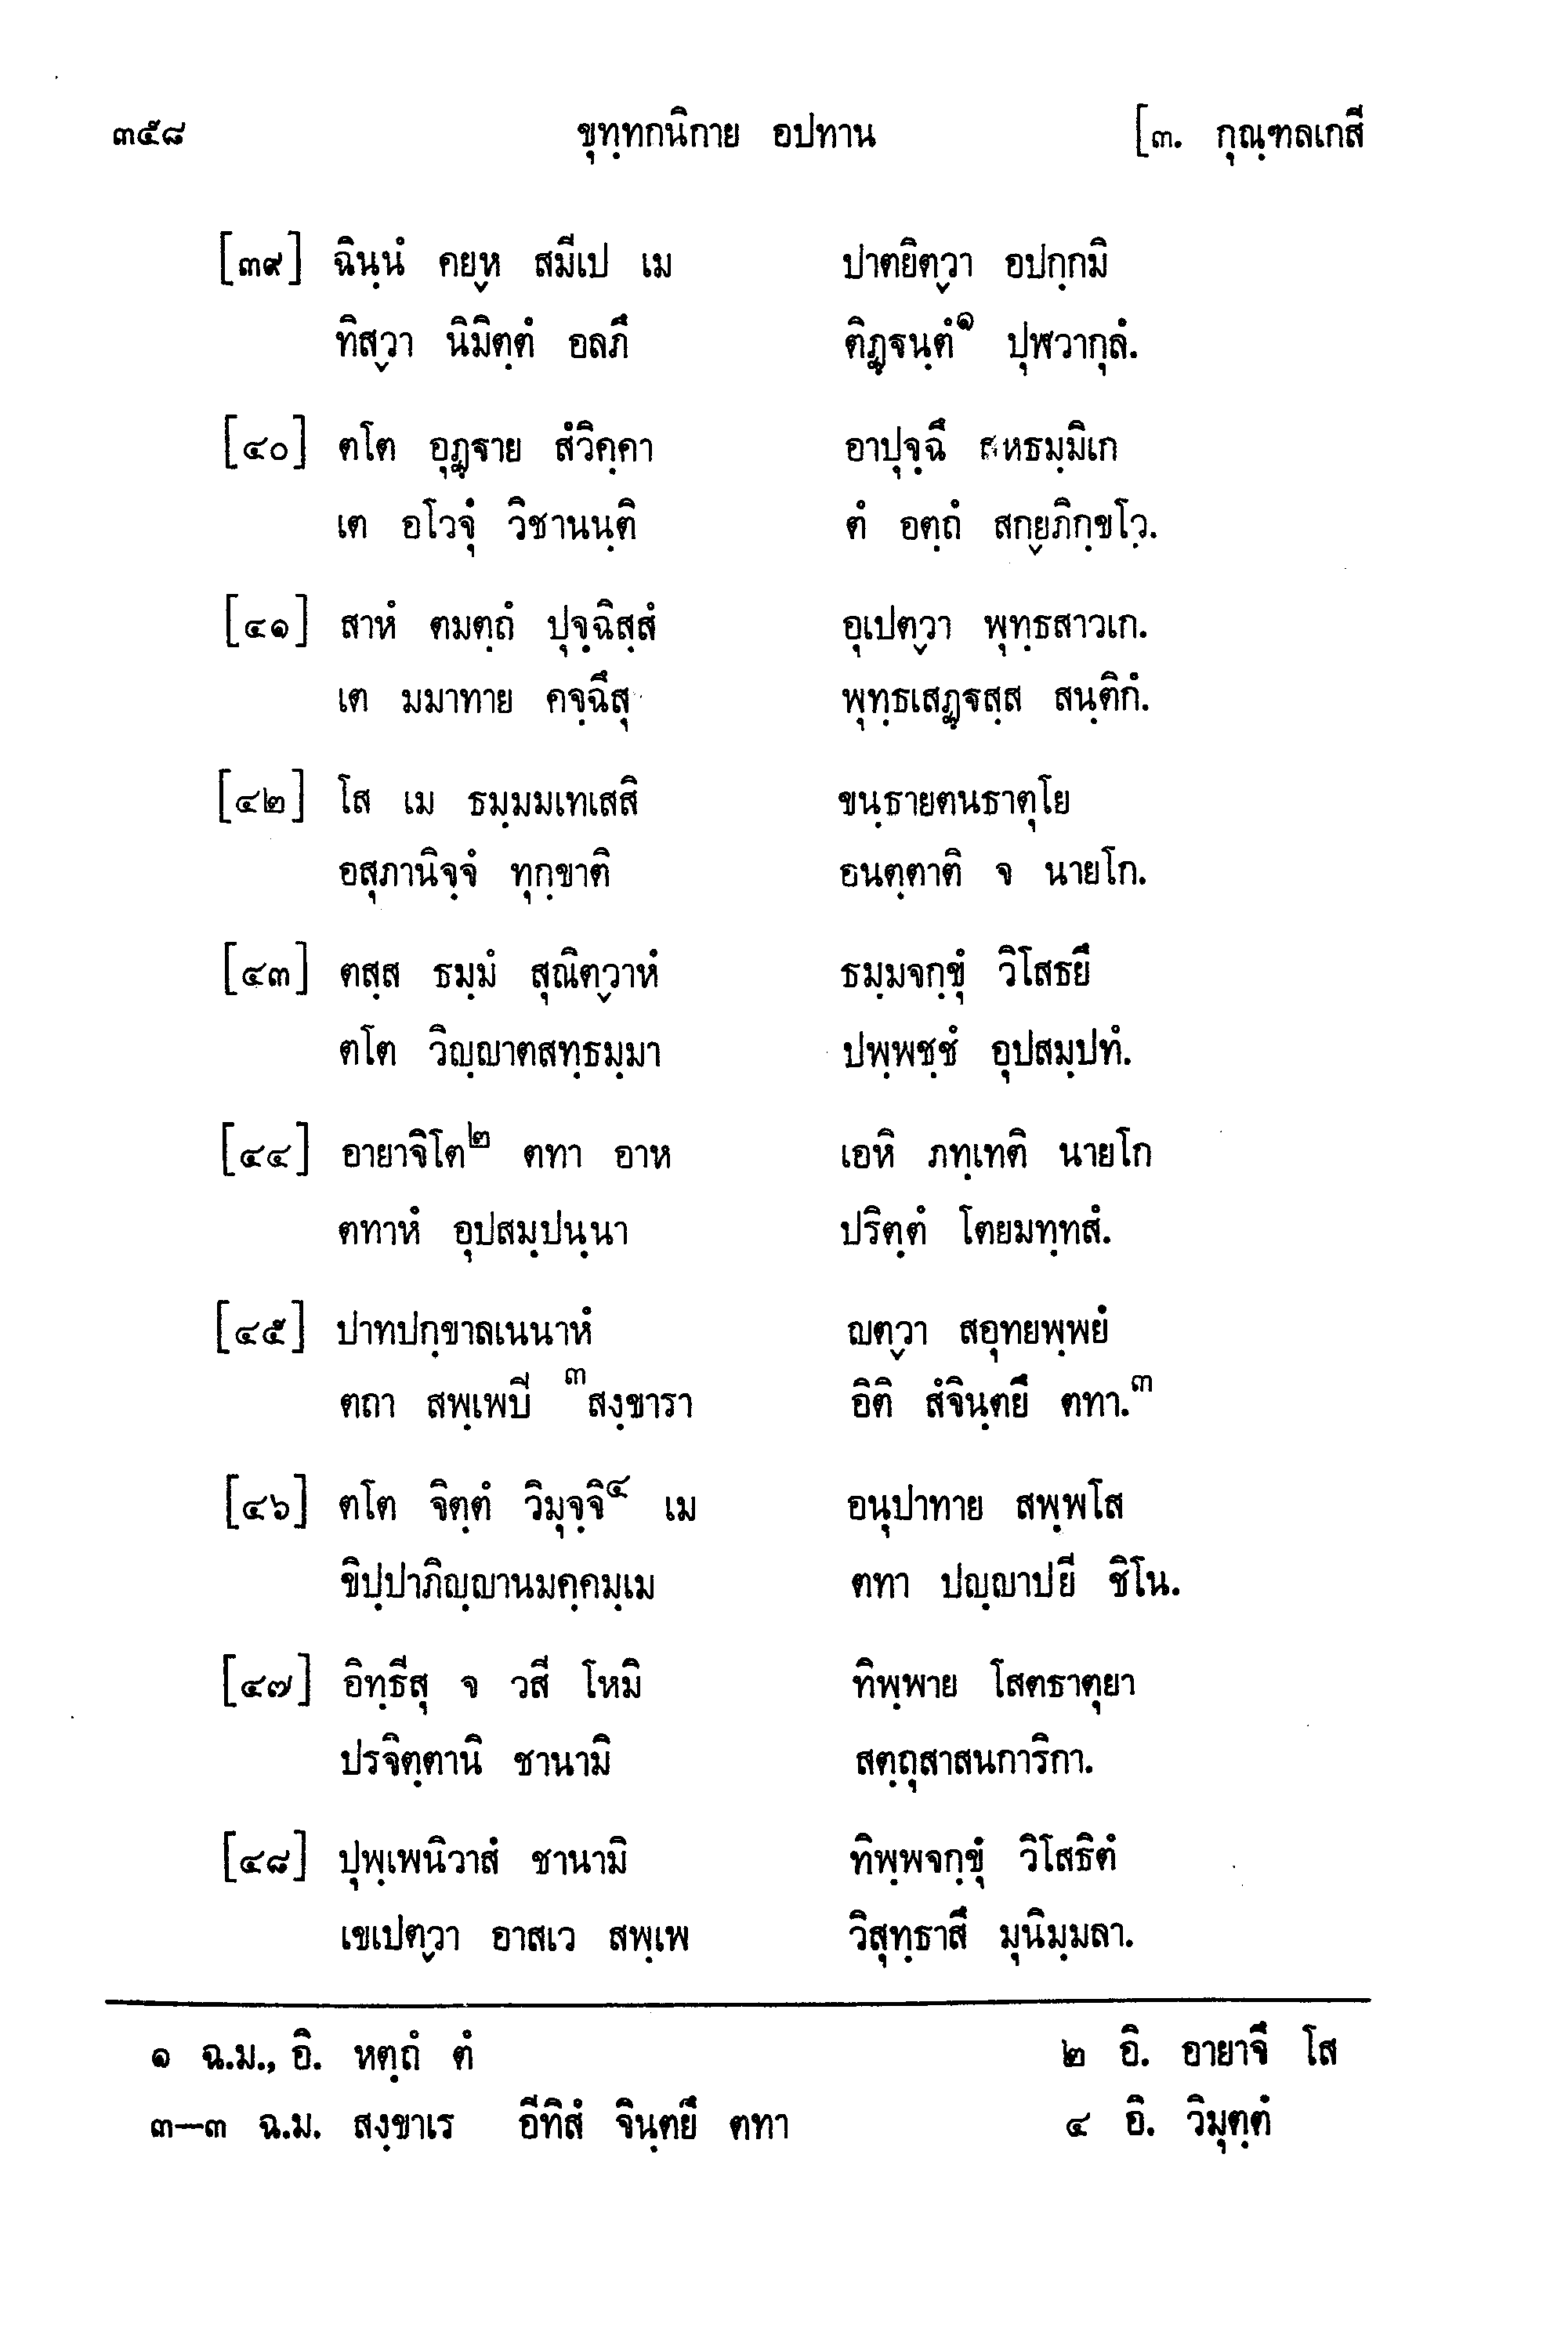 ๓๕๘ ขุทฺทกนิกาย อปทาน [๓. กุณฺฑลเกสี
[๓๙] ฉินฺนํ คยฺห สมีเป เม ปาตยิตฺวา อปกฺกมิ
ทิสฺวา นิมิตฺตํ อลภึ ติฏฺฐนฺตํ๑ ปุฬวากุลํ.
[๔๐] ตโต อุฏฺฐาย สํวิคฺคา อาปุจฺฉึ สหธมฺมิเก
เต อโวจุํ วิชานนฺติ ตํ อตฺถํ สกฺยภิกฺขโว.
[๔๑] สาหํ ตมตฺถํ ปุจฺฉิสฺสํ อุเปตฺวา พุทฺธสาวเก.
เต มมาทาย คจฺฉึสุ พุทฺธเสฏฺฐสฺส สนฺติกํ.
[๔๒] โส เม ธมฺมมเทเสสิ ขนฺธายตนธาตุโย
อสุภานิจฺจํ ทุกฺขาติ อนตฺตาติ จ นายโก.
[๔๓] ตสฺส ธมฺมํ สุณิตฺวาหํ ธมฺมจกฺขุํ วิโสธยึ
ตโต วิญฺญาตสทฺธมฺมา ปพฺพชฺชํ อุปสมฺปทํ.
[๔๔] อายาจิโต๒ ตทา อาห เอหิ ภทฺเทติ นายโก
ตทาหํ อุปสมฺปนฺนา ปริตฺตํ โตยมทฺทสํ.
[๔๕] ปาทปกฺขาลเนนาหํ ญตฺวา สอุทยพฺพยํ
ตถา สพฺเพปี ๓สงฺขารา อิติ สํจินฺตยึ ตทา.๓
[๔๖] ตโต จิตฺตํ วิมุจฺจิ๔ เม อนุปาทาย สพฺพโส
ขิปฺปาภิญฺญานมคฺคมฺเม ตทา ปญฺญาปยี ชิโน.
[๔๗] อิทฺธีสุ จ วสี โหมิ ทิพฺพาย โสตธาตุยา
ปรจิตฺตานิ ชานามิ สตฺถุสาสนการิกา.
[๔๘] ปุพฺเพนิวาสํ ชานามิ ทิพฺพจกฺขุํ วิโสธิตํ
เขเปตฺวา อาสเว สพฺเพ วิสุทฺธาสึ มุนิมฺมลา.
๑ ฉ.ม., อิ. หตฺถํ ตํ ๒ อิ. อายาจึ โส
๓—๓ ฉ.ม. สงฺขาเร อีทิสํ จินฺตยึ ตทา ๔ อิ. วิมุตฺตํ